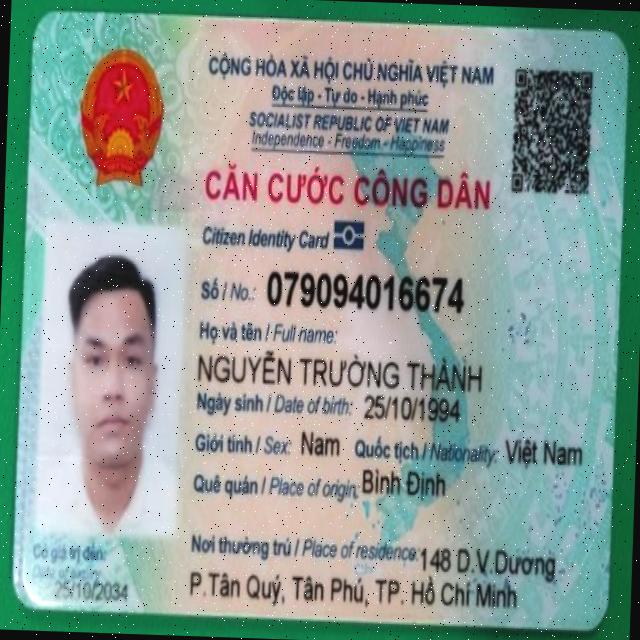 CỘNG HÒA XÃ HỘI CHỦ NGHĨA VIỆT NAM
Độc lập - Tự do - Hạnh phúc
SOCIALIST REPUBLIC OF VIET NAM
Independence - Freedom - Happiness
CĂN CƯỚC CÔNG DÂN
Citizen Identity Card
Số / No.: 079094016674
Họ và tên / Full name:
NGUYỄN TRƯỜNG THÀNH
Ngày sinh / Date of birth: 25/10/1994
Giới tính / Sex: Nam Quốc tịch / Nationality: Việt Nam
Quê quán / Place of origin: Bình Định
Nơi thường trú / Place of residence: 148 D.V.Dương
P.Tân Quý, Tân Phú, TP. Hồ Chí Minh
Có giá trị đến:
Date of expiry
25/10/2034